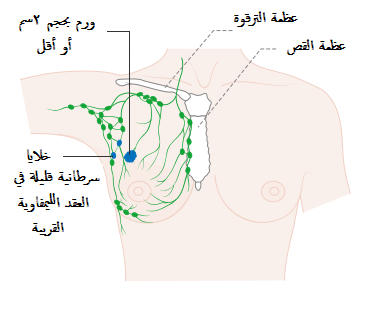 عظمة الترقوة
عظمة القص
ورم بحجم ٢سم
أو أقل
خلايا
سرطانية قليلة في
العقد الليمفاوية
القريبة